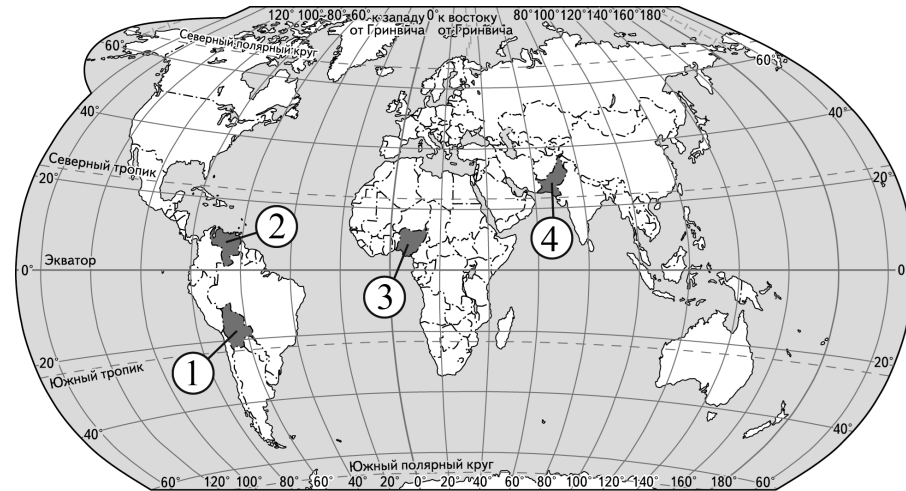 120° 100°-80°-60° к западу 0° к востоку 80°100°120°140°160°180°
от Гринвича от Гринвича
60° Северный полярный круг 60°
40° 40°
Северный тропик
20° 20°
2
4
Экватор
0° 0
3
1
20° 20°
Южный тропик
40° 40°
Южный полярный круг
60° 120° 100° 80° 60° 40° 20° 0° 20° 40° 60° 80° 100° 120°140°160° 140° 120° 60°